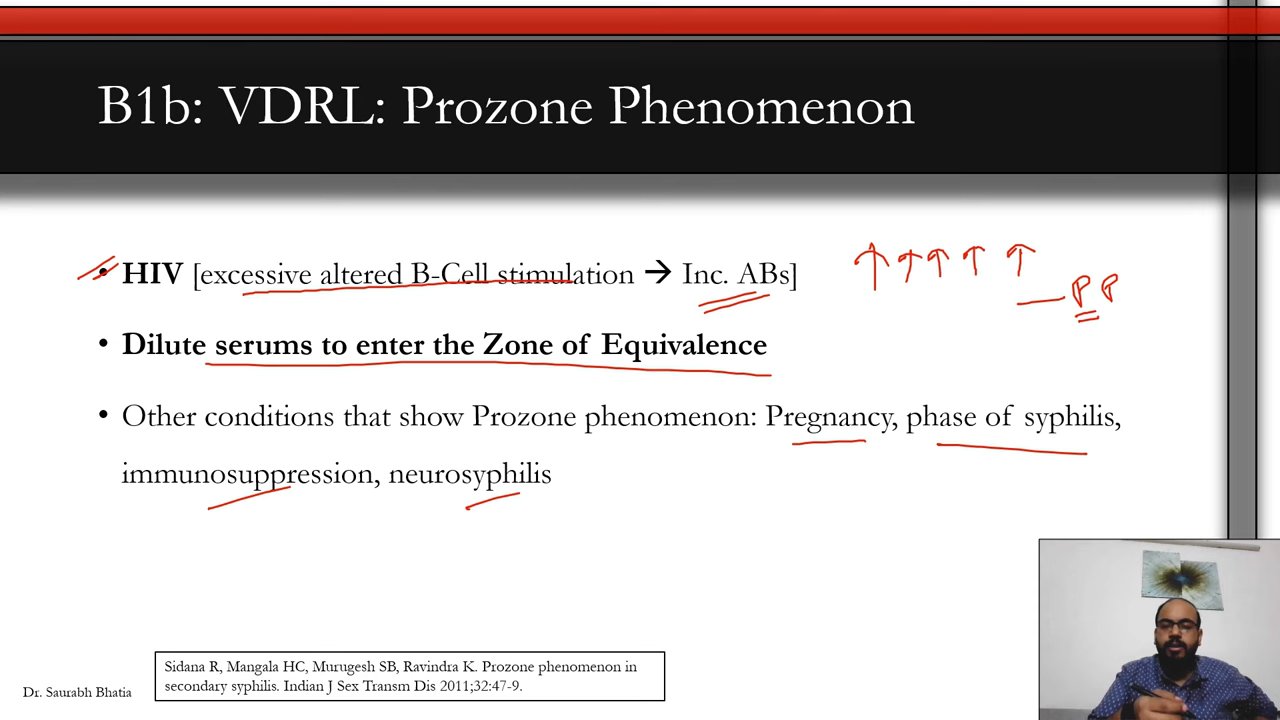 B1b: VDRL: Prozone Phenomenon
• HIV [excessive altered B-Cell stimulation → Inc. ABs] ↑ ↑ ↑ ↑ ↑
PP
• Dilute serums to enter the Zone of Equivalence
• Other conditions that show Prozone phenomenon: Pregnancy, phase of syphilis,
immunosuppression, neurosyphilis
Sidana R, Mangala HC, Murugesh SB, Ravindra K. Prozone phenomenon in
secondary syphilis. Indian J Sex Transm Dis 2011;32:47-9.
Dr. Saurabh Bhatia